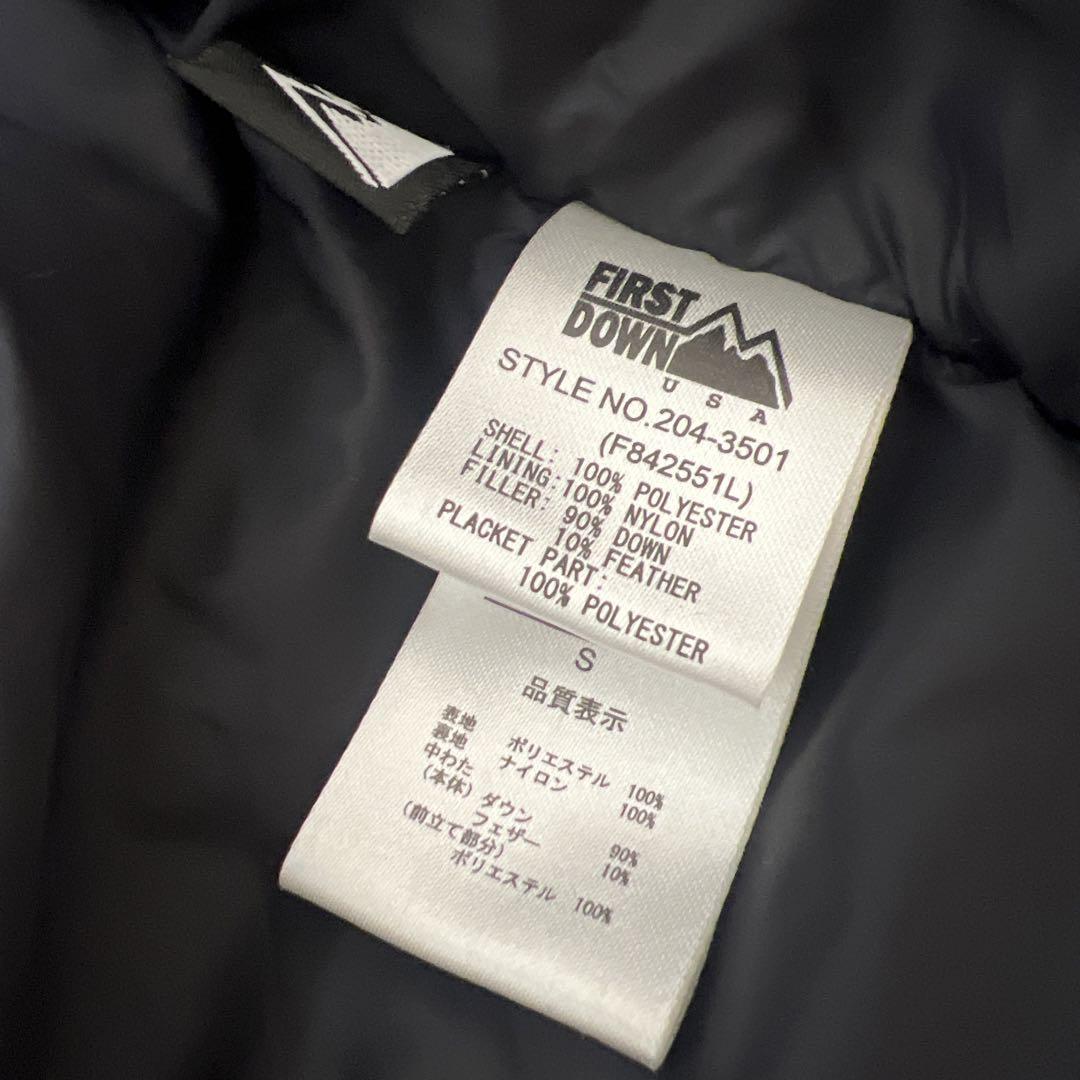 FIRST
DOWN
USA
STYLE NO.204-3501
(F842551L)
SHELL: 100% POLYESTER
LINING:100% NYLON
FILLER: 90% DOWN
10% FEATHER
PLACKET PART:
100% POLYESTER
S
品質表示
表地 ポリエステル 100%
裏地 ナイロン 100%
中わた
(本体) ダウン 90%
フェザー 10%
(前立て部分)
ポリエステル 100%